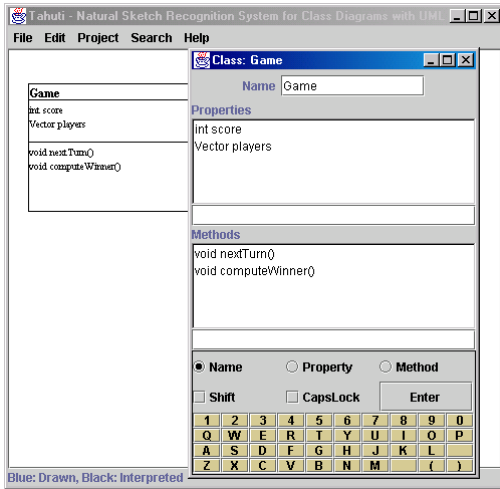 Tahuti - Natural Sketch Recognition System for Class Diagrams with UML
File Edit Project Search Help
Game
int score
Vector players
void nextTurn()
void computeWinner()
Class: Game
Name Game
Properties
int score
Vector players
Methods
void nextTurn()
void computeWinner()
Name Property Method
Shift CapsLock Enter
1 2 3 4 5 6 7 8 9 0
Q W E R T Y U I O P
A S D F G H J K L
Z X C V B N M ( )
Blue: Drawn, Black: Interpreted